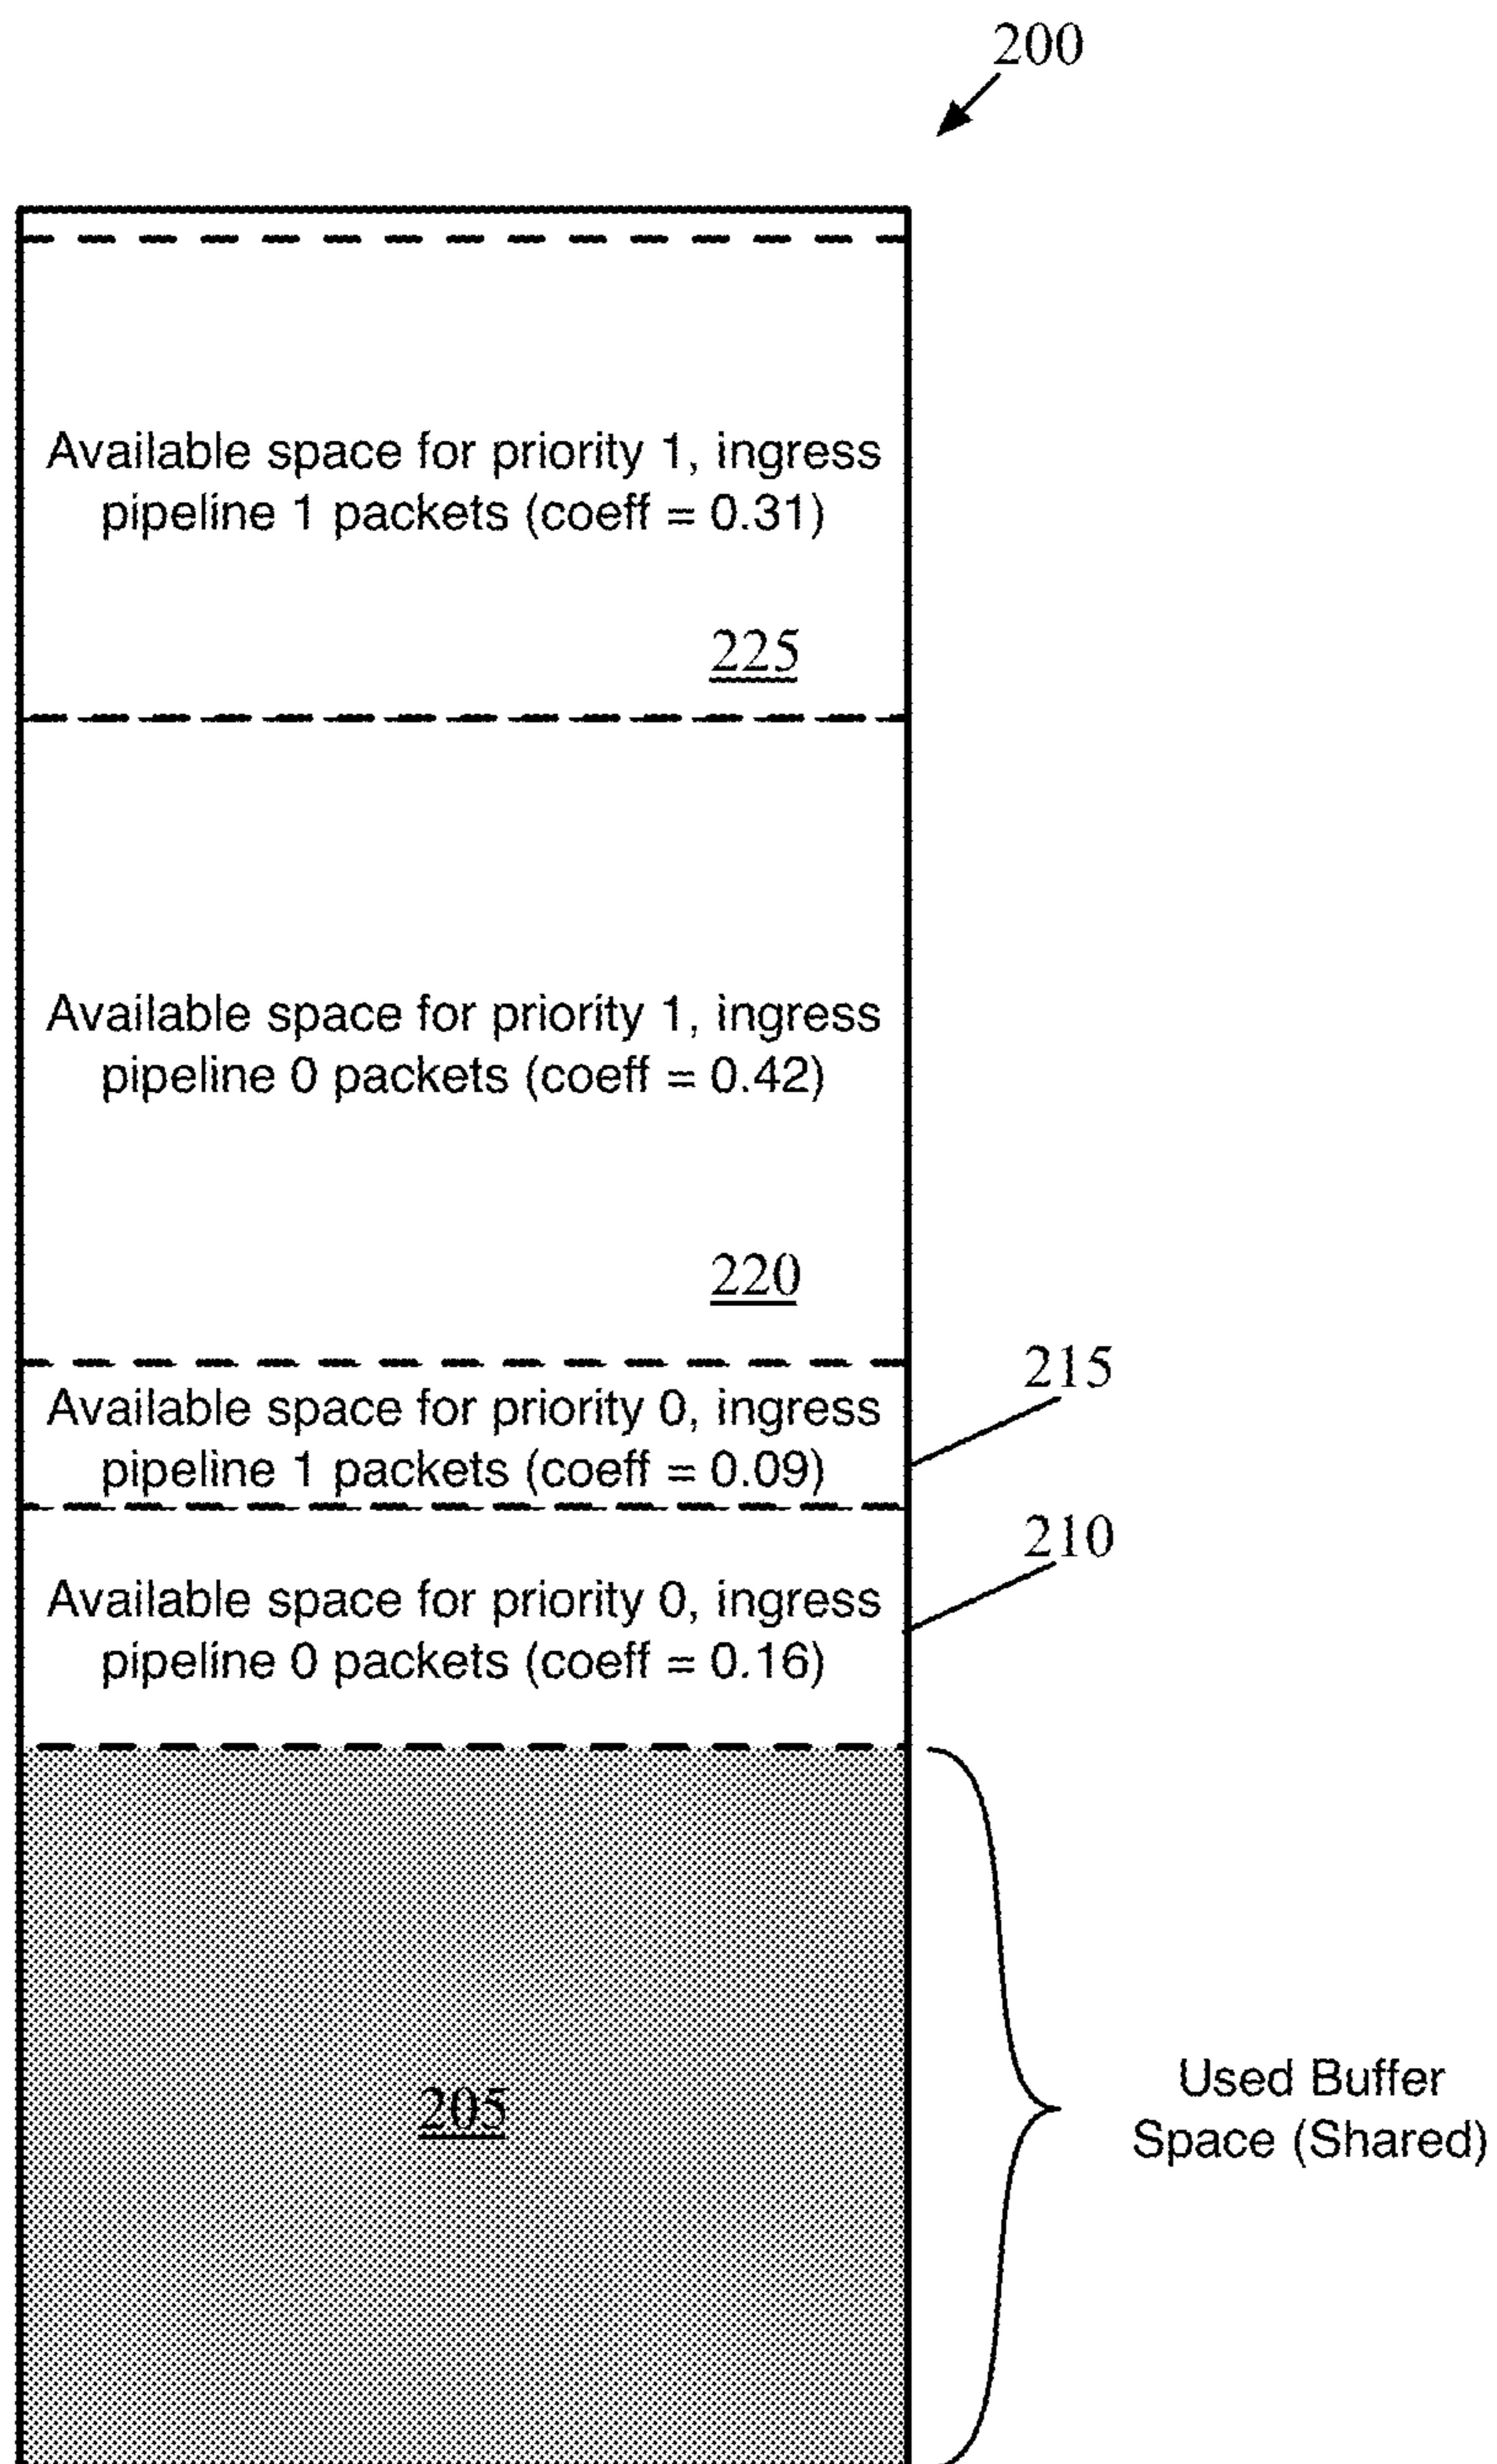 200
Available space for priority 1, ingress
pipeline 1 packets (coeff = 0.31)
225
Available space for priority 1, ingress
pipeline 0 packets (coeff = 0.42)
220
215
Available space for priority 0, ingress
pipeline 1 packets (coeff = 0.09)
210
Available space for priority 0, ingress
pipeline 0 packets (coeff = 0.16)
205
Used Buffer
Space (Shared)